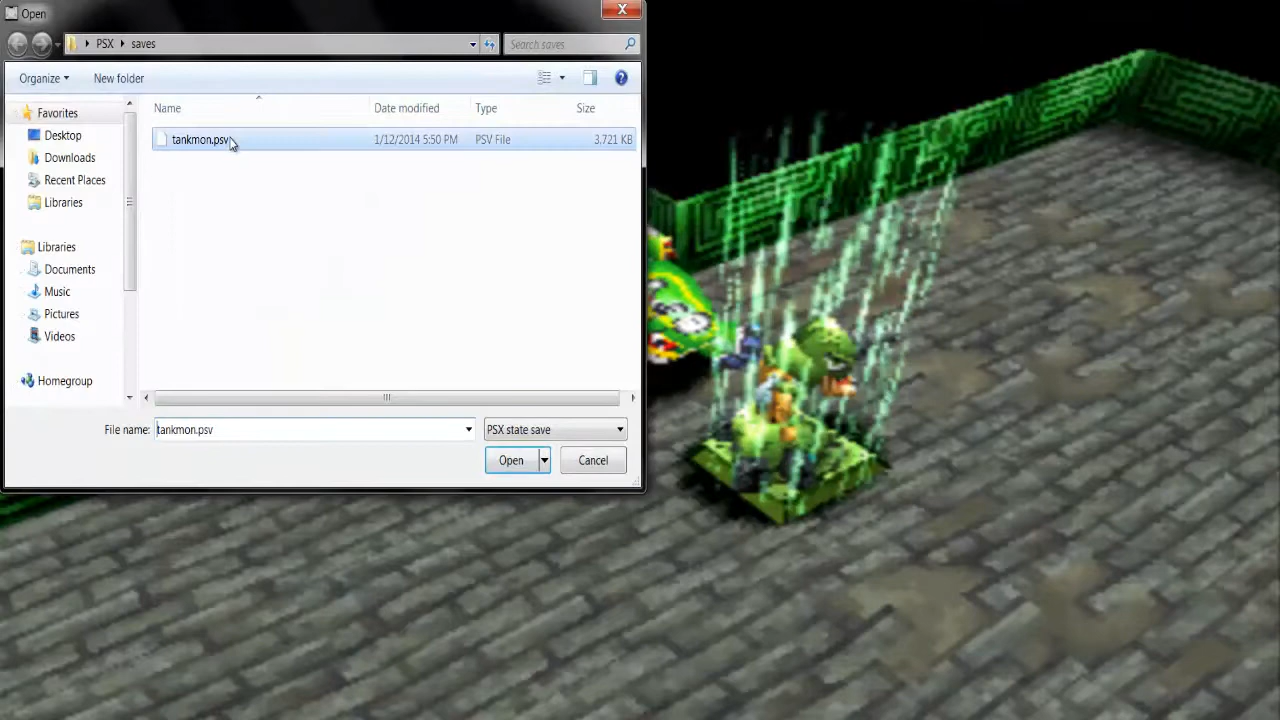 Open
X
PSX saves
Search saves
Organize New folder
Favorites
Desktop
Downloads
Recent Places
Libraries
Libraries
Documents
Music
Pictures
Videos
Homegroup
Name Date modified Type Size
tankmon.psv 1/12/2014 5:50 PM PSV File 3,721 KB
File name: tankmon.psv PSX state save
Open Cancel